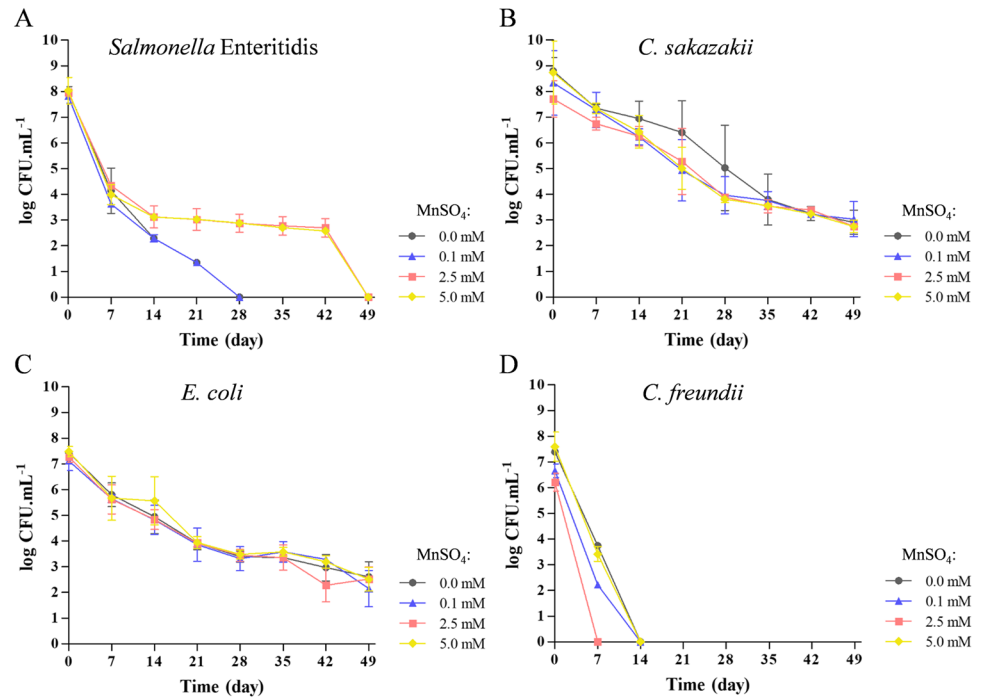 A
Salmonella Enteritidis
10
9
8
7
6
5
4
3
2
1
0
log CFU.mL-1
0 7 14 21 28 35 42 49
Time (day)
MnSO4:
0.0 mM
0.1 mM
2.5 mM
5.0 mM
B
C. sakazakii
10
9
8
7
6
5
4
3
2
1
0
log CFU.mL-1
0 7 14 21 28 35 42 49
Time (day)
MnSO4:
0.0 mM
0.1 mM
2.5 mM
5.0 mM
C
E. coli
10
9
8
7
6
5
4
3
2
1
0
log CFU.mL-1
0 7 14 21 28 35 42 49
Time (day)
MnSO4:
0.0 mM
0.1 mM
2.5 mM
5.0 mM
D
C. freundii
10
9
8
7
6
5
4
3
2
1
0
log CFU.mL-1
0 7 14 21 28 35 42 49
Time (day)
MnSO4:
0.0 mM
0.1 mM
2.5 mM
5.0 mM